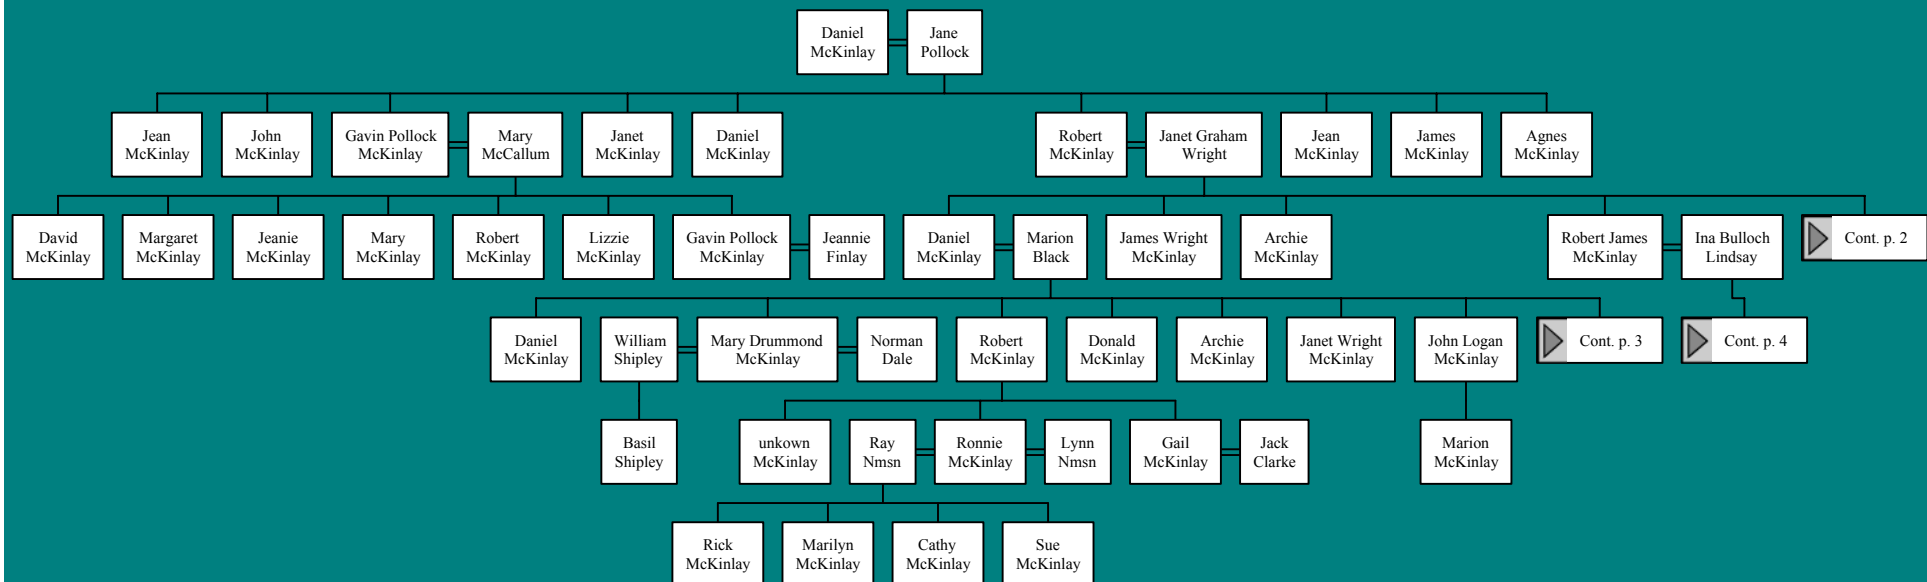 Daniel
McKinlay
Jane
Pollock
Jean
McKinlay
John
McKinlay
Gavin Pollock
McKinlay
Mary
McCallum
Janet
McKinlay
Daniel
McKinlay
Robert
McKinlay
Janet Graham
Wright
Jean
McKinlay
James
McKinlay
Agnes
McKinlay
David
McKinlay
Margaret
McKinlay
Jeanie
McKinlay
Mary
McKinlay
Robert
McKinlay
Lizzie
McKinlay
Gavin Pollock
McKinlay
Jeannie
Finlay
Daniel
McKinlay
Marion
Black
James Wright
McKinlay
Archie
McKinlay
Robert James
McKinlay
Ina Bulloch
Lindsay
Cont. p. 2
Daniel
McKinlay
William
Shipley
Mary Drummond
McKinlay
Norman
Dale
Robert
McKinlay
Donald
McKinlay
Archie
McKinlay
Janet Wright
McKinlay
John Logan
McKinlay
Cont. p. 3
Cont. p. 4
Basil
Shipley
unkown
McKinlay
Ray
Nmsn
Ronnie
McKinlay
Lynn
Nmsn
Gail
McKinlay
Jack
Clarke
Marion
McKinlay
Rick
McKinlay
Marilyn
McKinlay
Cathy
McKinlay
Sue
McKinlay